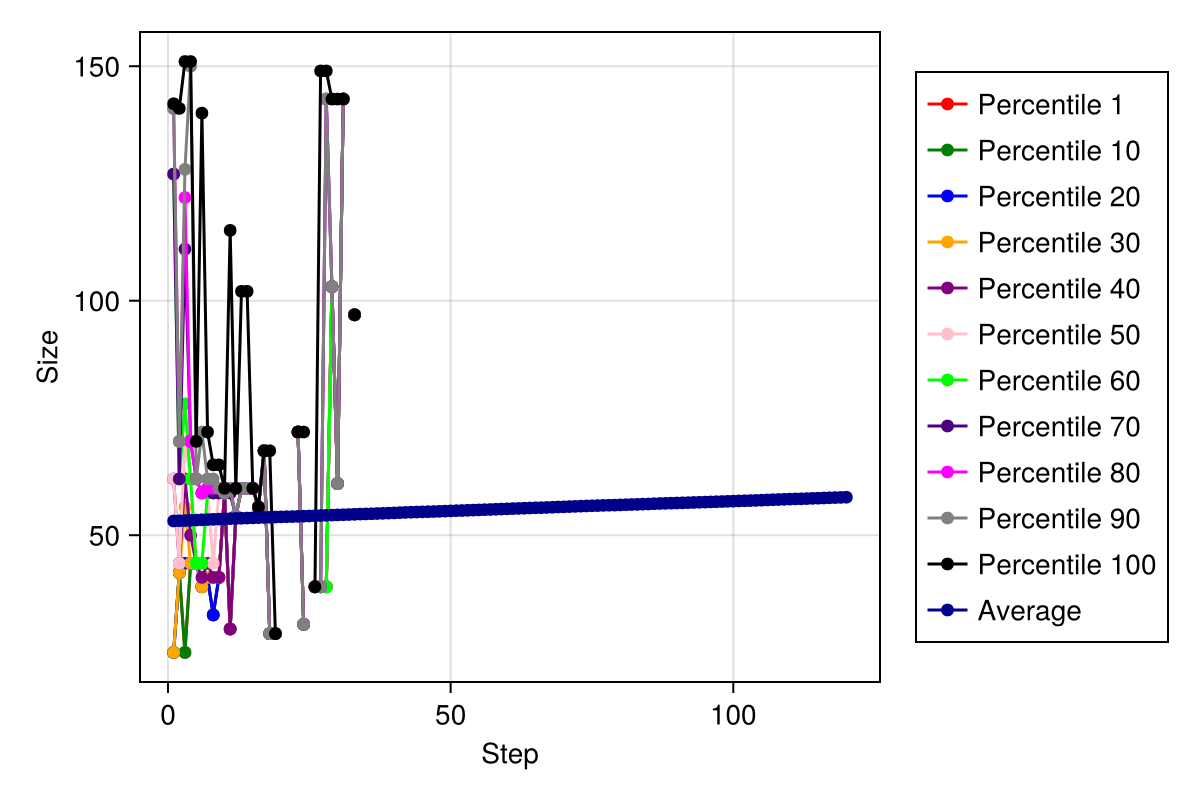 150
100
50
Size
0
50
100
Step
Percentile 1
Percentile 10
Percentile 20
Percentile 30
Percentile 40
Percentile 50
Percentile 60
Percentile 70
Percentile 80
Percentile 90
Percentile 100
Average